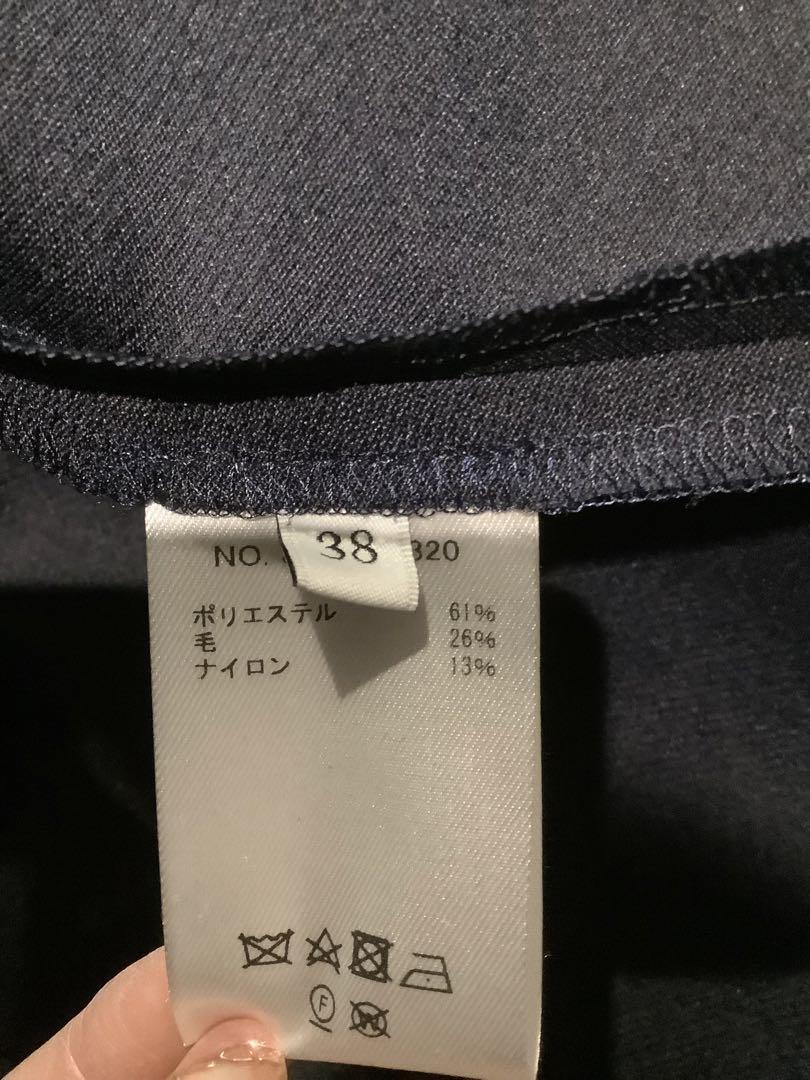 NO. 320
38
ポリエステル 61%
毛 26%
ナイロン 13%
F
W